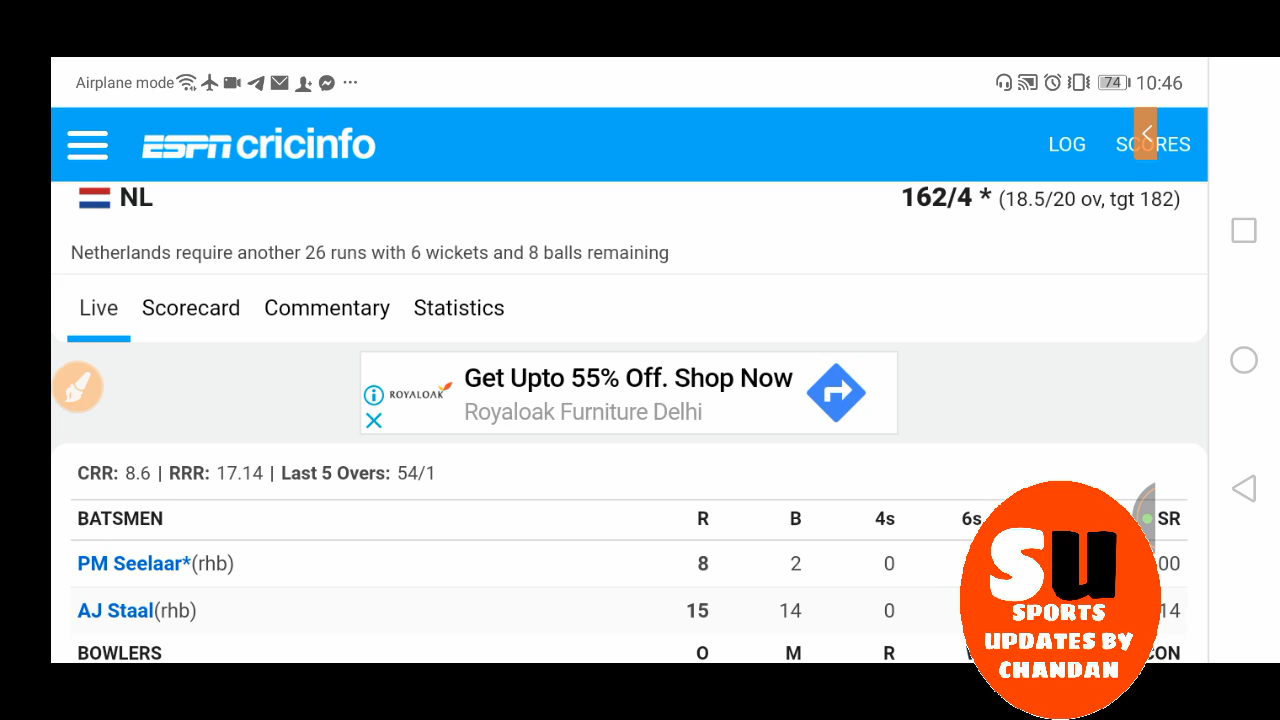 Airplane mode ... 74 10:46
ESPN cricinfo LOG SCORES
NL 162/4 * (18.5/20 ov, tgt 182)
Netherlands require another 26 runs with 6 wickets and 8 balls remaining
Live Scorecard Commentary Statistics
ROYALOAK Get Upto 55% Off. Shop Now
Royaloak Furniture Delhi
CRR: 8.6 | RRR: 17.14 | Last 5 Overs: 54/1
BATSMEN R B 4s 6s SR
PM Seelaar*(rhb) 8 2 0 00
AJ Staal(rhb) 15 14 0 14
BOWLERS O M R CON
SU
SPORTS
UPDATES BY
CHANDAN